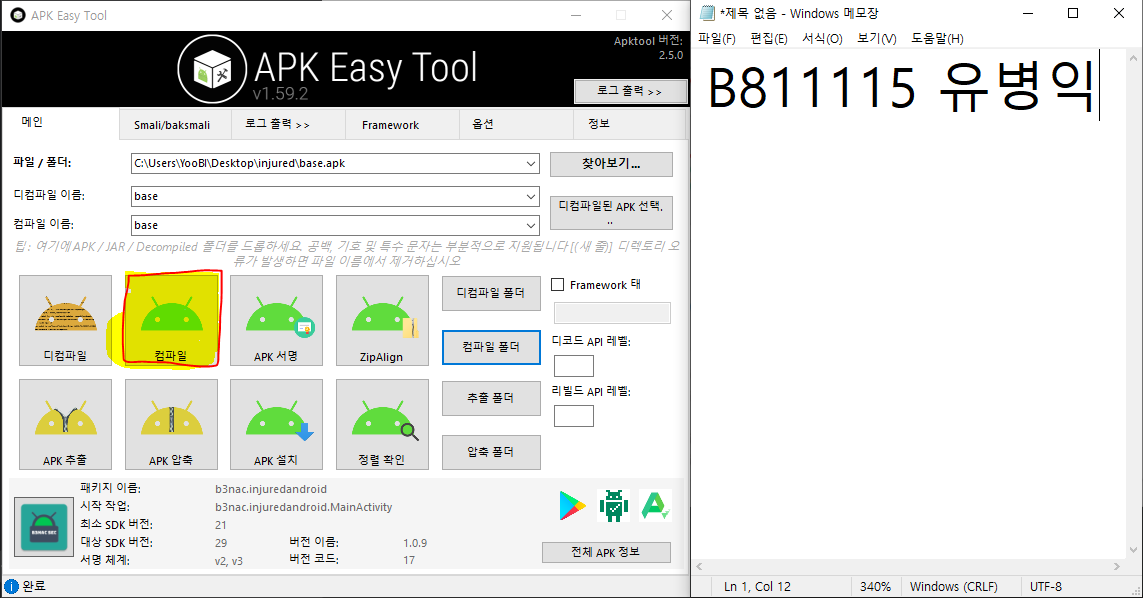 APK Easy Tool
APK Easy Tool
v1.59.2
Apktool 버전:
2.5.0
로그 출력 >>
메인
Smali/baksmali
로그 출력 >>
Framework
옵션
정보
파일 / 폴더:
C:\Users\YooBI\Desktop\injured\base.apk
찾아보기...
디컴파일 이름:
base
디컴파일된 APK 선택.
..
컴파일 이름:
base
팁: 여기에 APK / JAR / Decompiled 폴더를 드롭하세요. 공백, 기호 및 특수 문자는 부분적으로 지원됩니다 [(새 줄)] 디렉토리 오
류가 발생하면 파일 이름에서 제거하십시오
디컴파일
컴파일
APK 서명
ZipAlign
디컴파일 폴더
컴파일 폴더
Framework 태
디코드 API 레벨:
리빌드 API 레벨:
APK 추출
APK 압축
APK 설치
정렬 확인
추출 폴더
압축 폴더
패키지 이름:
b3nac.injuredandroid
시작 작업:
b3nac.injuredandroid.MainActivity
최소 SDK 버전:
21
대상 SDK 버전:
29
버전 이름:
1.0.9
서명 체계:
v2, v3
버전 코드:
17
전체 APK 정보
완료
*제목 없음 - Windows 메모장
파일(F) 편집(E) 서식(O) 보기(V) 도움말(H)
B811115 유병익
Ln 1, Col 12
340%
Windows (CRLF)
UTF-8